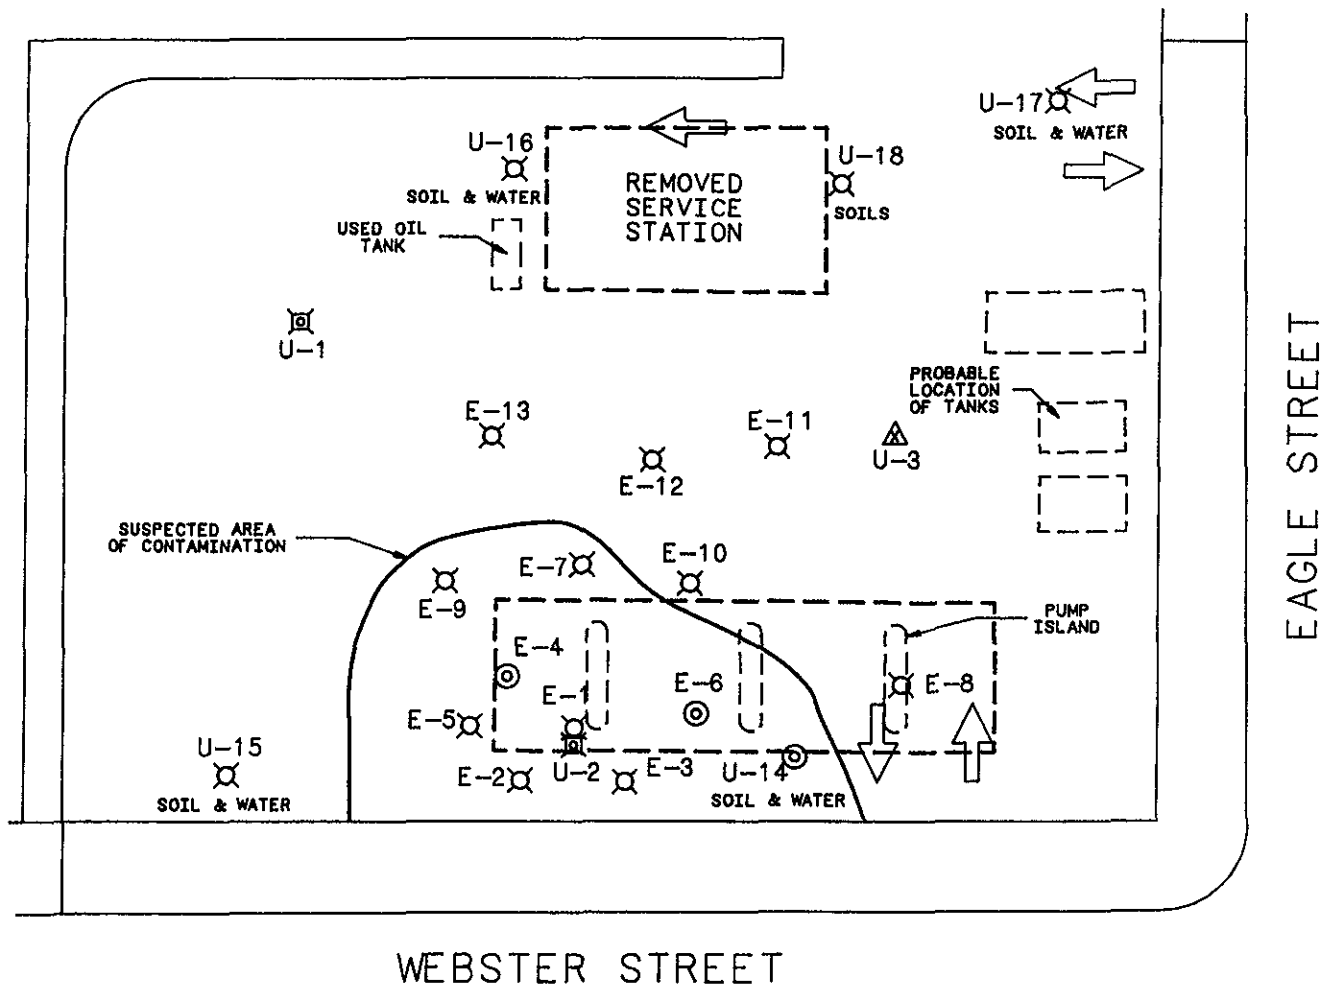 U-17
SOIL & WATER
U-16
SOIL & WATER
REMOVED
SERVICE
STATION
U-18
SOILS
USED OIL
TANK
U-1
PROBABLE
LOCATION
OF TANKS
E-13
E-11
E-12
U-3
EAGLE STREET
SUSPECTED AREA
OF CONTAMINATION
E-7
E-10
E-9
PUMP
ISLAND
E-4
E-1
E-6
E-8
E-5
U-15
SOIL & WATER
E-2
U-2
E-3
U-14
SOIL & WATER
WEBSTER STREET